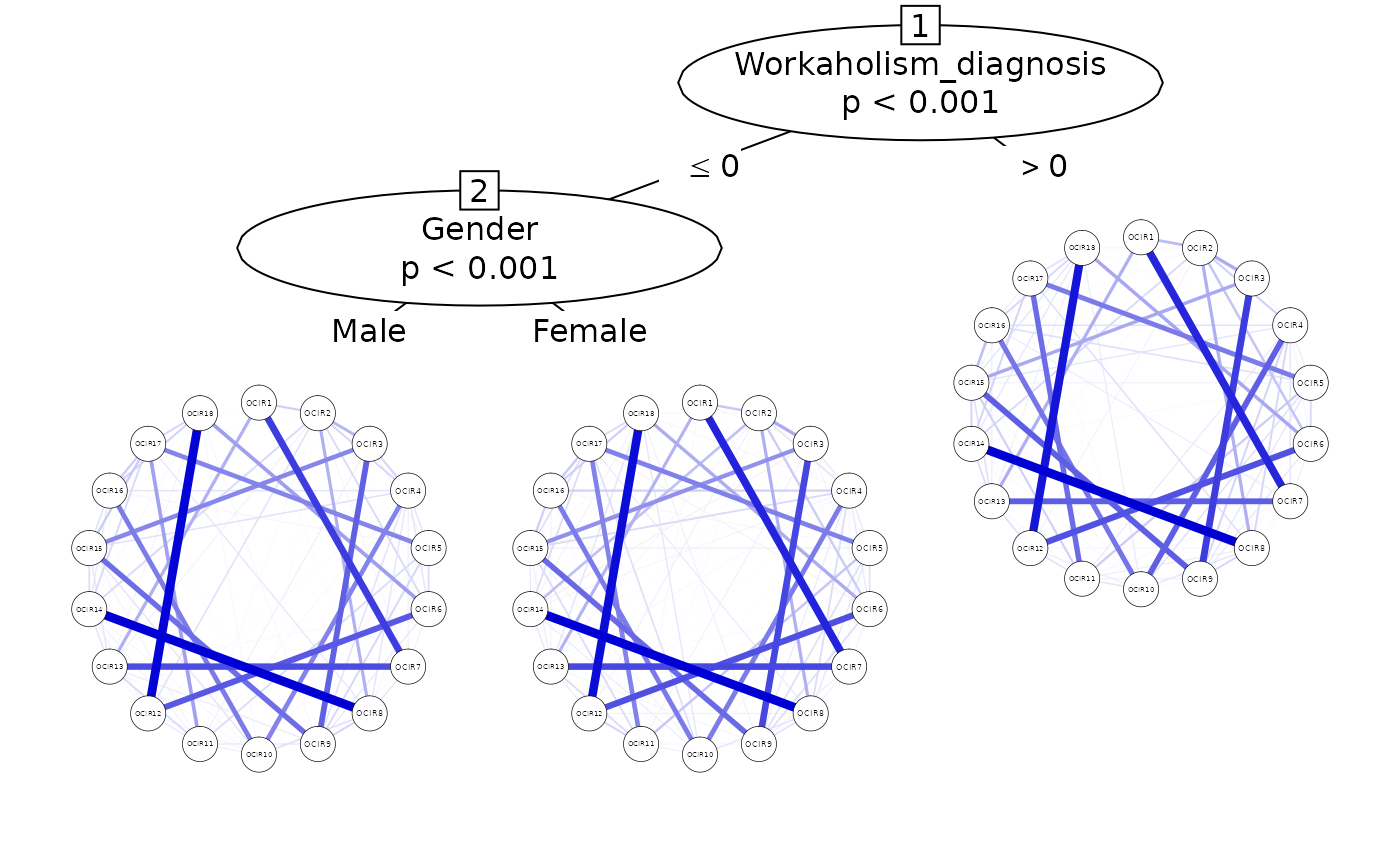 1
Workaholism_diagnosis
p < 0.001
≤ 0
> 0
2
Gender
p < 0.001
Male
Female
OCIR1
OCIR2
OCIR3
OCIR4
OCIR5
OCIR6
OCIR7
OCIR8
OCIR9
OCIR10
OCIR11
OCIR12
OCIR13
OCIR14
OCIR15
OCIR16
OCIR17
OCIR18
OCIR1
OCIR2
OCIR3
OCIR4
OCIR5
OCIR6
OCIR7
OCIR8
OCIR9
OCIR10
OCIR11
OCIR12
OCIR13
OCIR14
OCIR15
OCIR16
OCIR17
OCIR18
OCIR1
OCIR2
OCIR3
OCIR4
OCIR5
OCIR6
OCIR7
OCIR8
OCIR9
OCIR10
OCIR11
OCIR12
OCIR13
OCIR14
OCIR15
OCIR16
OCIR17
OCIR18